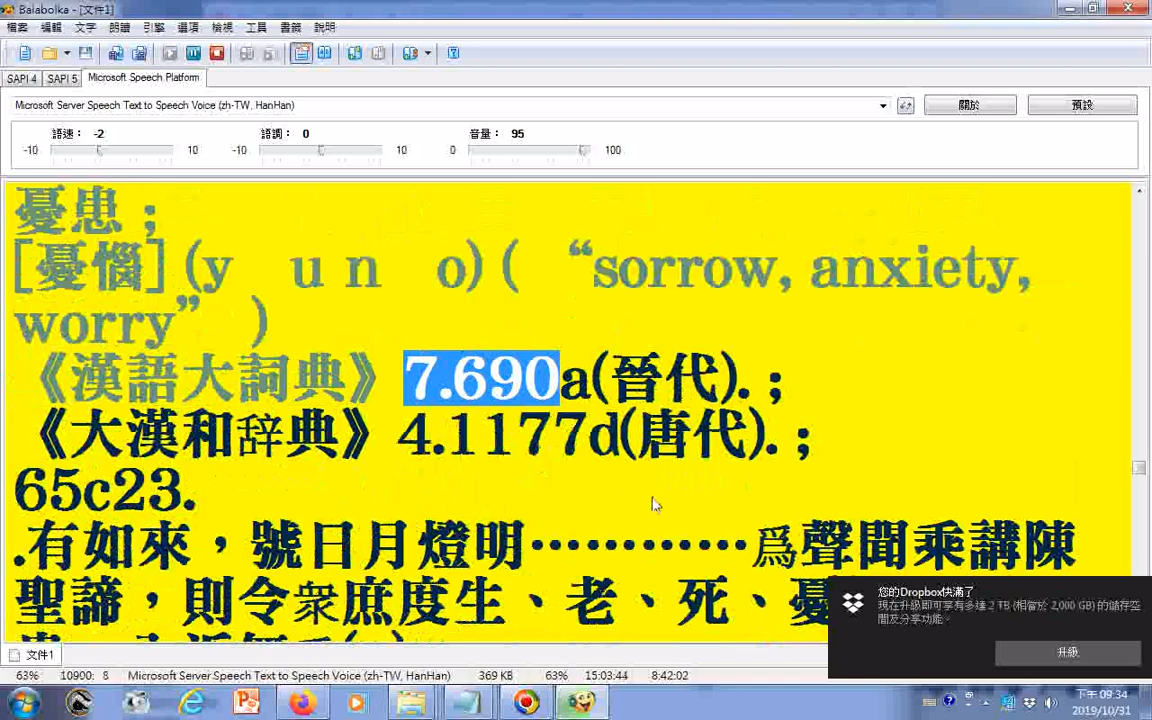 Balabolka - [文件1]
檔案 編輯 文字 朗讀 引擎 選項 檢視 工具 書籤 說明
SAPI 4 SAPI 5 Microsoft Speech Platform
Microsoft Server Speech Text to Speech Voice (zh-TW, HanHan) 關於 預設
語速： -2 語調： 0 音量： 95
-10 10 -10 10 0 100
憂患；
[憂惱](y u n o)( “sorrow, anxiety,
worry” )
《漢語大詞典》 7.690a(晉代).；
《大漢和辞典》 4.1177d(唐代).；
65c23.
.有如來，號日月燈明…………爲聲聞乘講陳
聖諦，則令衆庶度生、老、死、憂
您的Dropbox快滿了
現在升級即可享有多達 2 TB (相當於 2,000 GB) 的儲存空
間及分享功能。
升級
文件1
63% 10900: 8 Microsoft Server Speech Text to Speech Voice (zh-TW, HanHan) 369 KB 63% 15:03:44 8:42:02
下午 09:34
2019/10/31